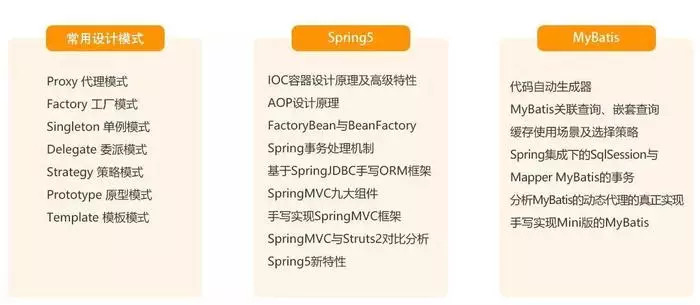 常用设计模式
Proxy 代理模式
Factory 工厂模式
Singleton 单例模式
Delegate 委派模式
Strategy 策略模式
Prototype 原型模式
Template 模板模式
Spring5
IOC容器设计原理及高级特性
AOP设计原理
FactoryBean与BeanFactory
Spring事务处理机制
基于SpringJDBC手写ORM框架
SpringMVC九大组件
手写实现SpringMVC框架
SpringMVC与Struts2对比分析
Spring5新特性
MyBatis
代码自动生成器
MyBatis关联查询、嵌套查询
缓存使用场景及选择策略
Spring集成下的SqlSession与
Mapper MyBatis的事务
分析MyBatis的动态代理的真正实现
手写实现Mini版的MyBatis